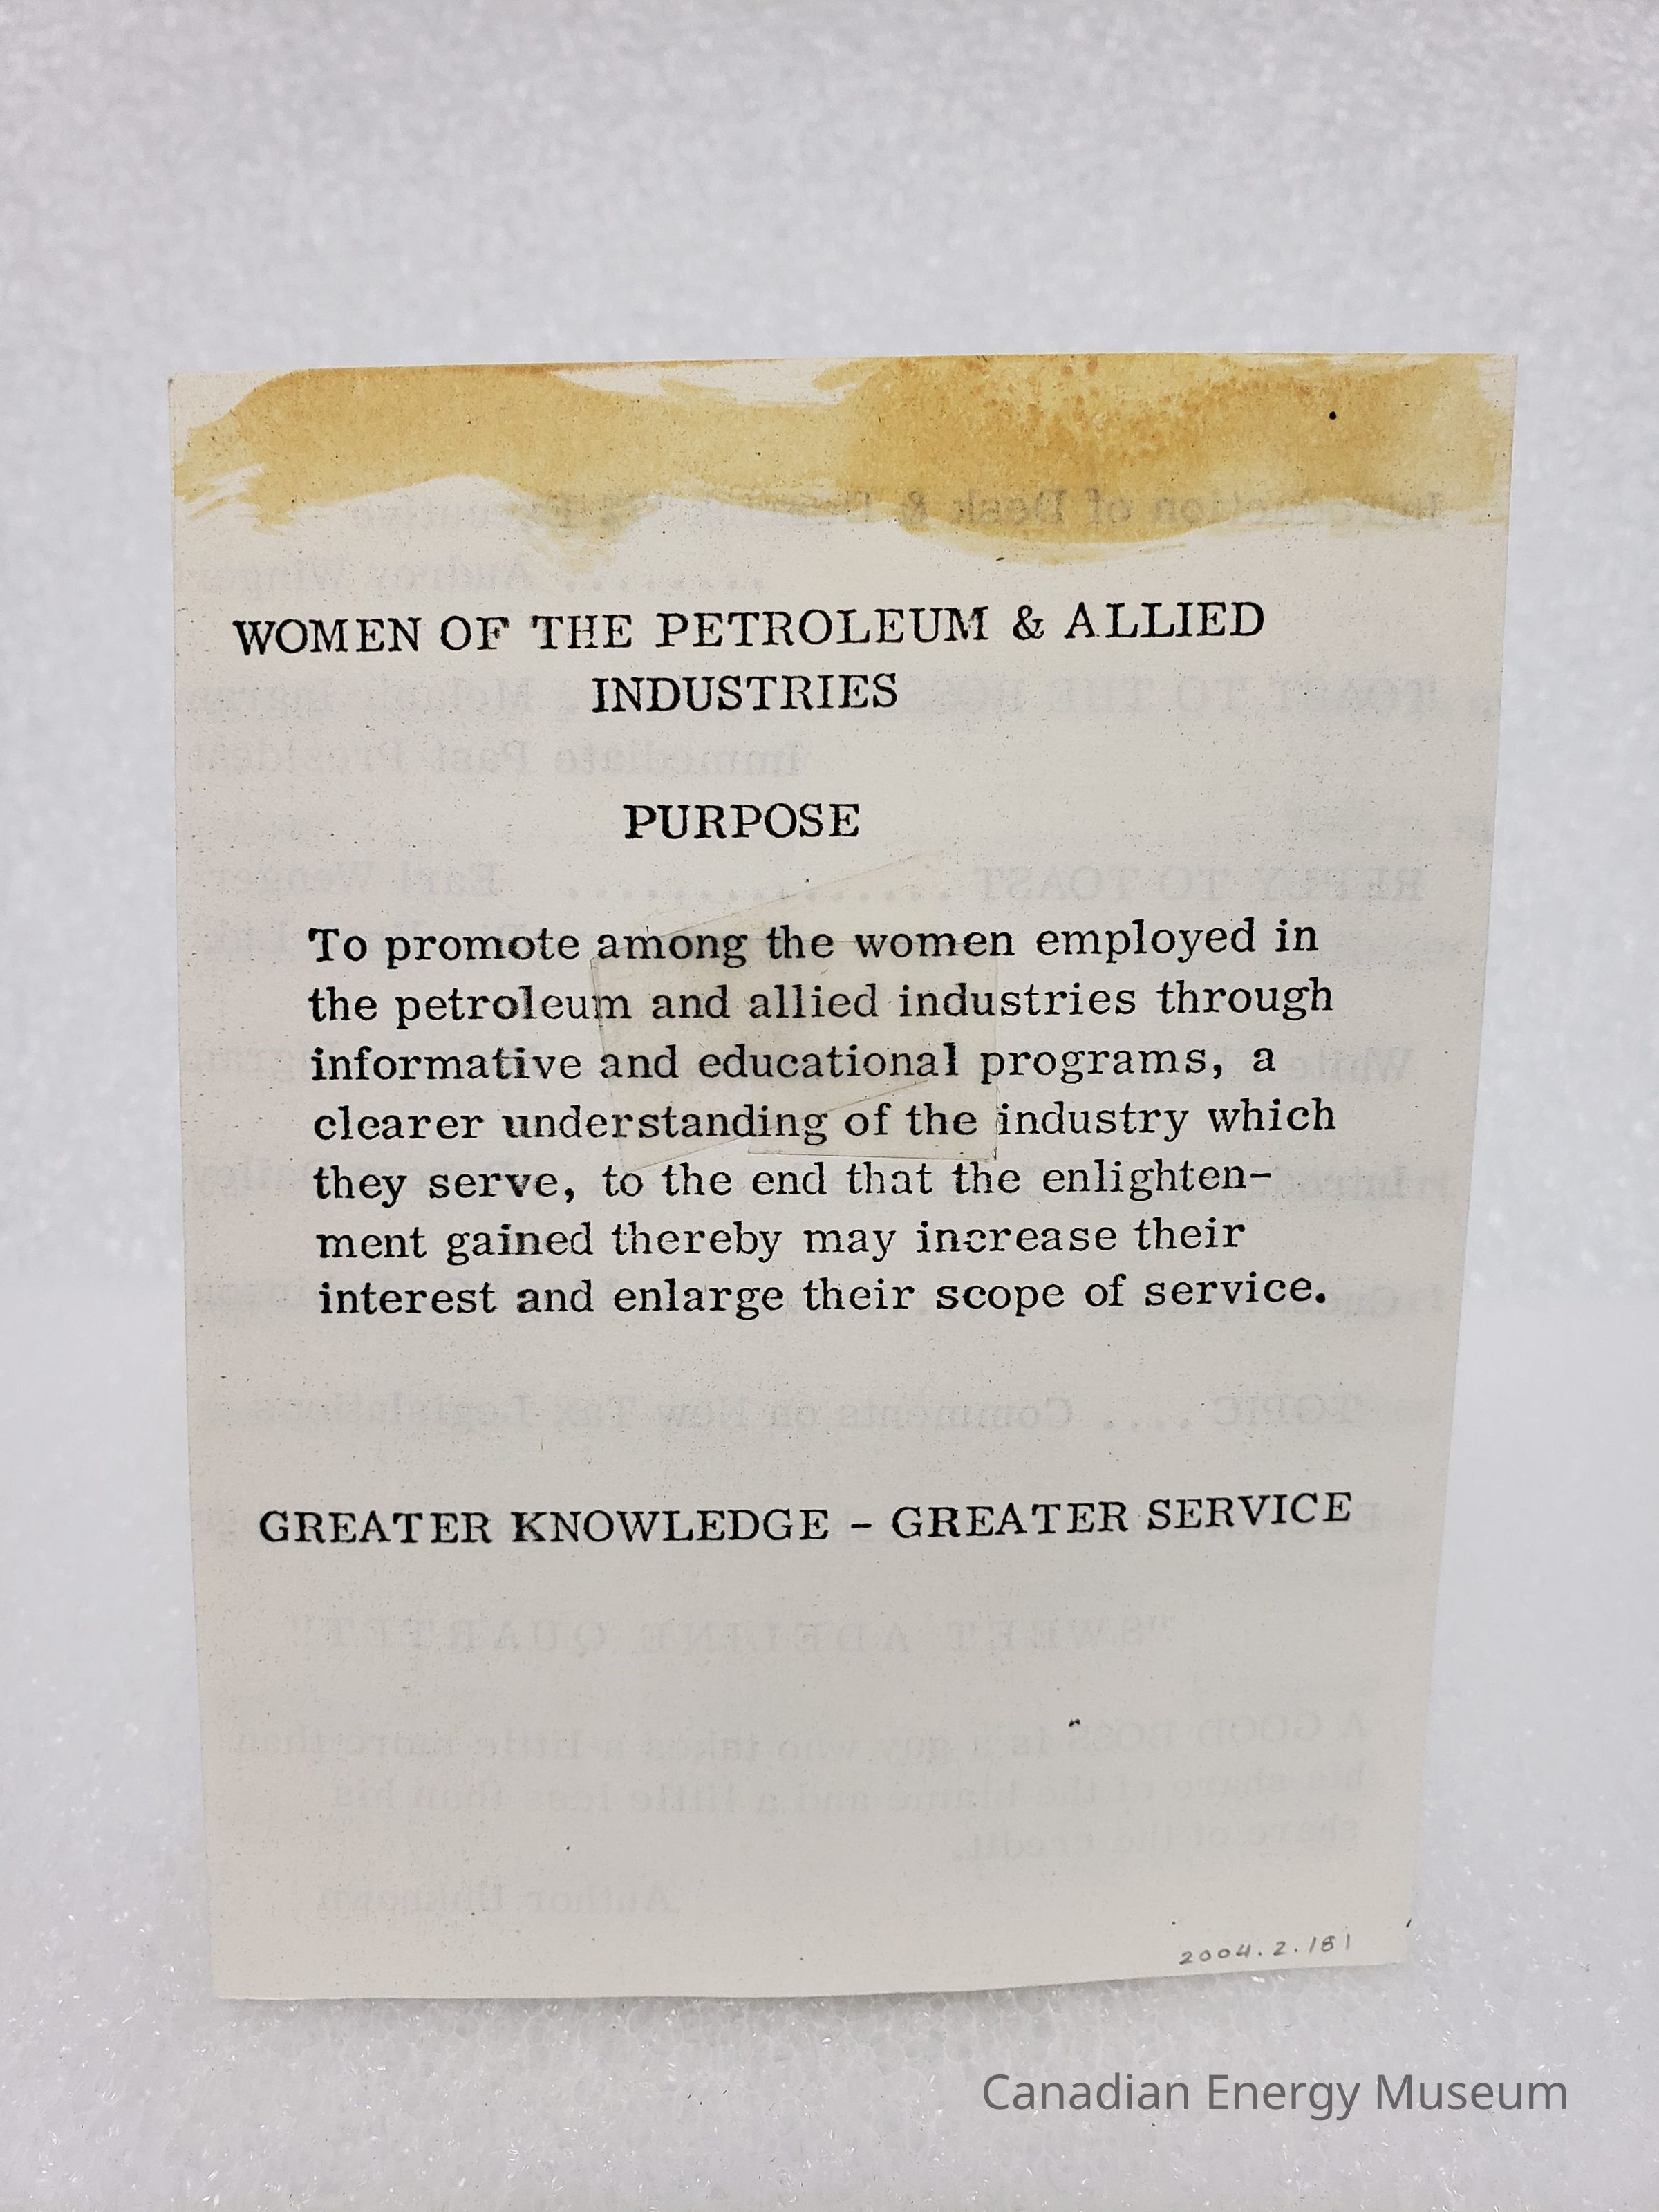 WOMEN OF THE PETROLEUM & ALLIED
INDUSTRIES
PURPOSE
To promote among the women employed in
the petroleum and allied industries through
informative and educational programs, a
clearer understanding of the industry which
they serve, to the end that the enlighten-
ment gained thereby may increase their
interest and enlarge their scope of service.
GREATER KNOWLEDGE - GREATER SERVICE
2004.2.181
Canadian Energy Museum